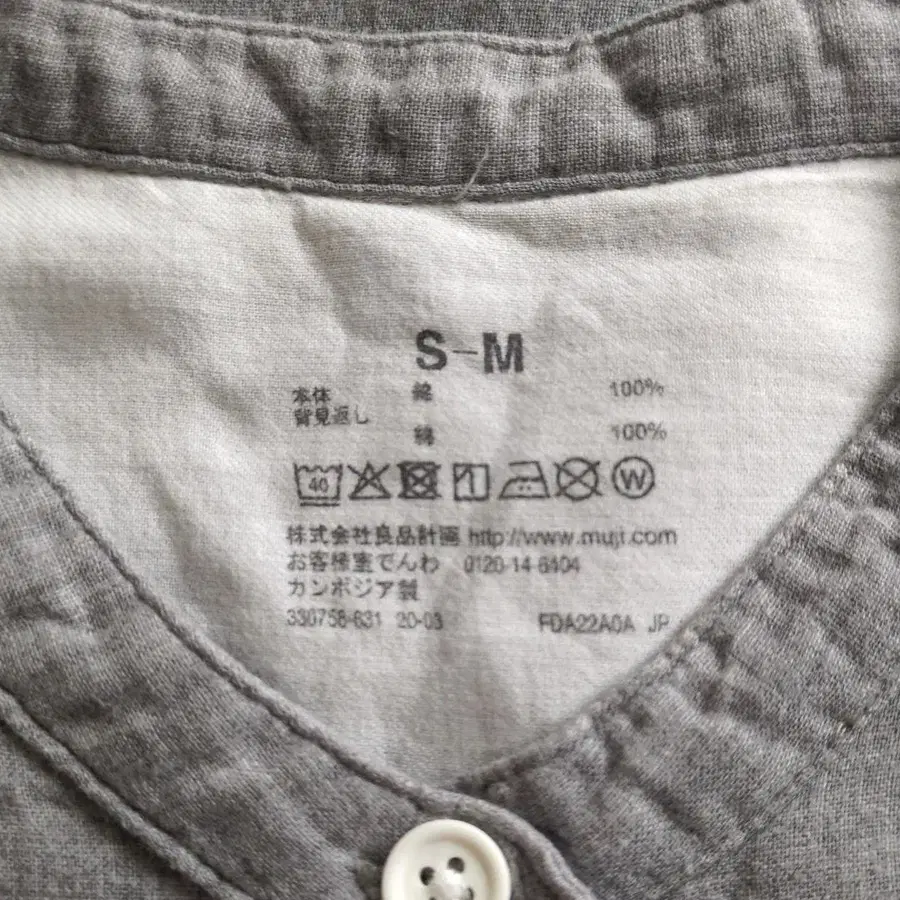 S-M
本体 綿 100%
背見返し
綿 100%
40 W
株式会社良品計画 http://www.muji.com
お客様室でんわ 0120-14-6404
カンボジア製
330758-631 20-03 FDA22A0A JP